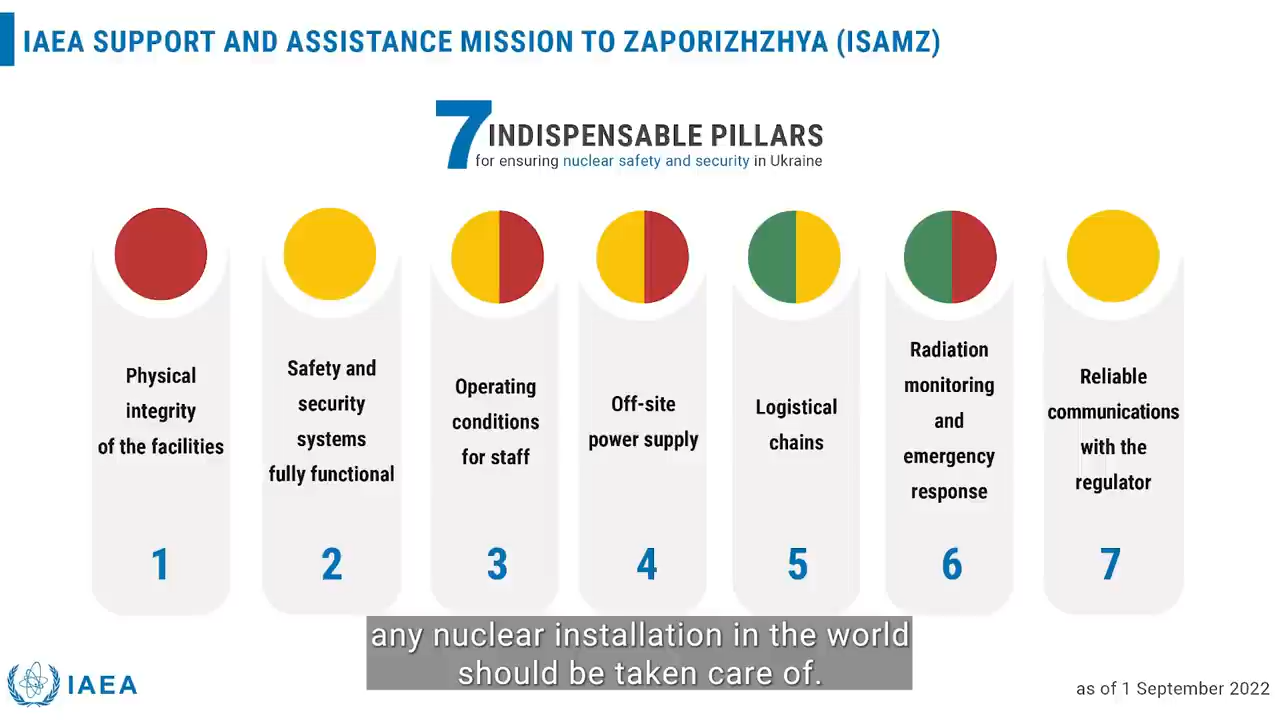 IAEA SUPPORT AND ASSISTANCE MISSION TO ZAPORIZHZHYA (ISAMZ)
7 INDISPENSABLE PILLARS
for ensuring nuclear safety and security in Ukraine
Physical
integrity
of the facilities
1
Safety and
security
systems
fully functional
2
Operating
conditions
for staff
3
Off-site
power supply
4
Logistical
chains
5
Radiation
monitoring
and
emergency
response
6
Reliable
communications
with the
regulator
7
any nuclear installation in the world
should be taken care of.
IAEA
as of 1 September 2022